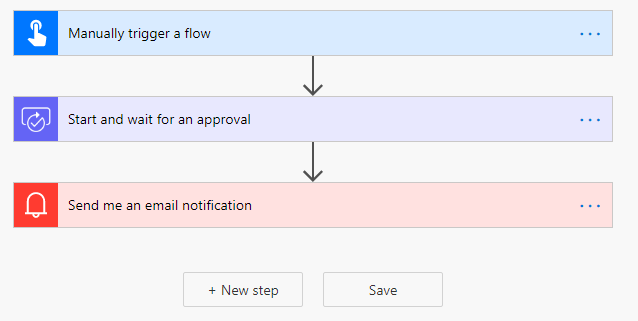 Manually trigger a flow
Start and wait for an approval
Send me an email notification
+ New step
Save